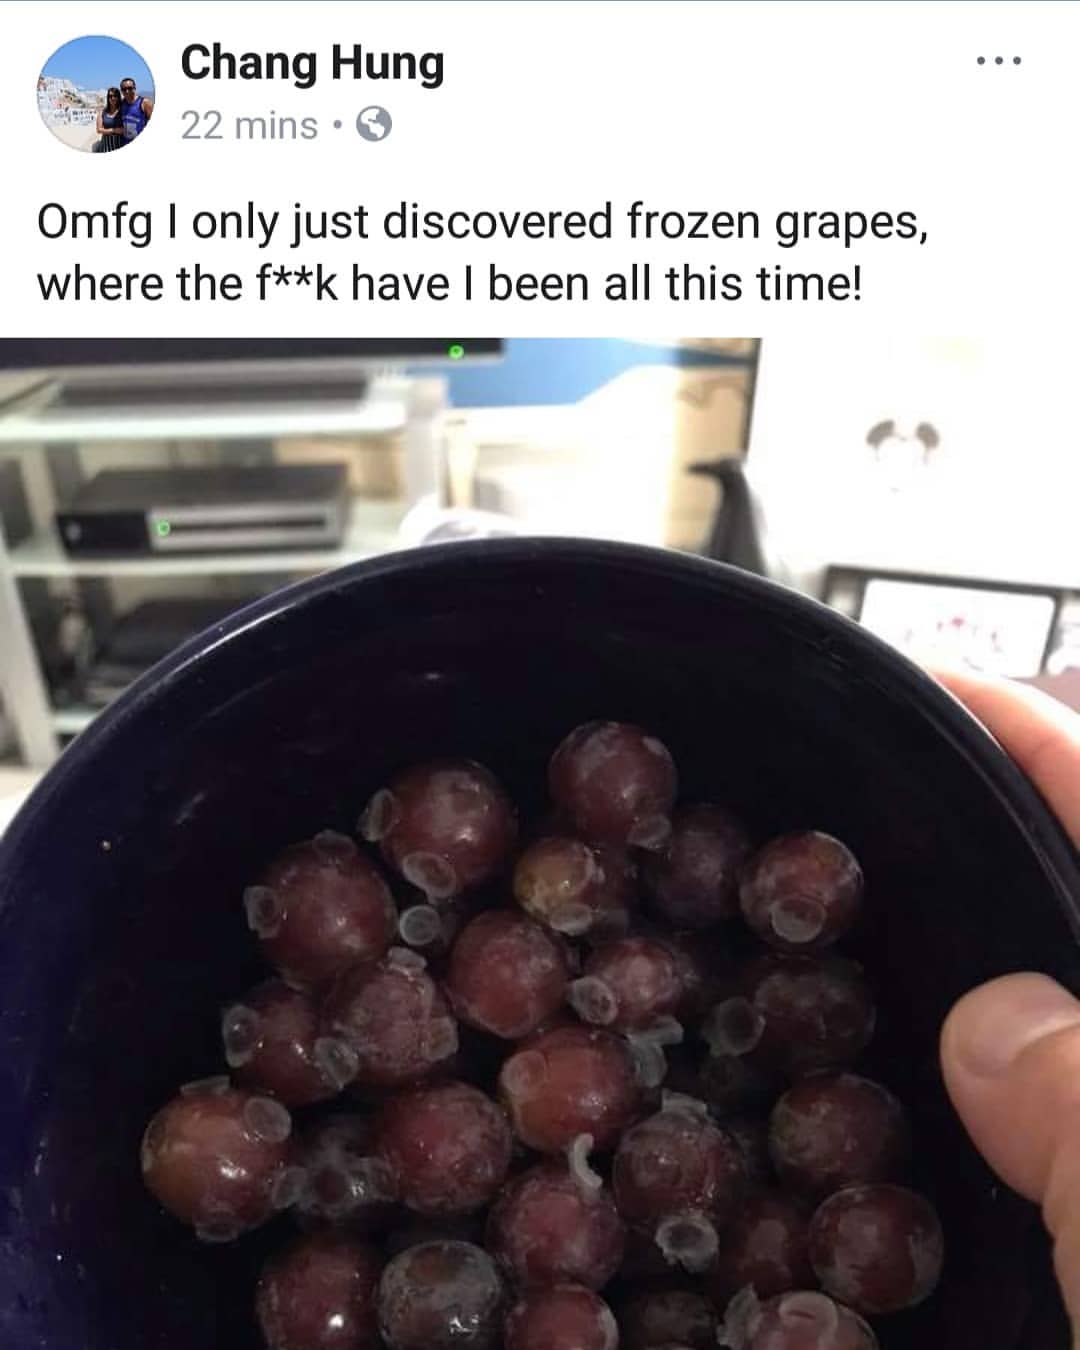 Chang Hung
22 mins •
Omfg I only just discovered frozen grapes,
where the f**k have I been all this time!